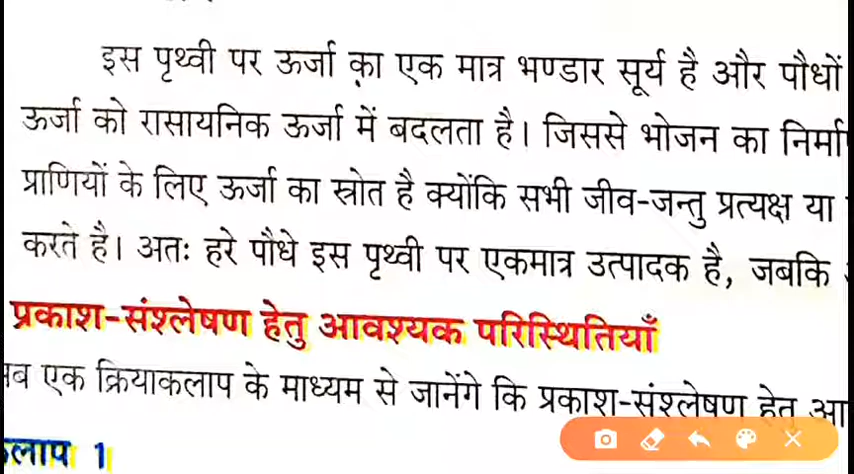 इस पृथ्वी पर ऊर्जा का एक मात्र भण्डार सूर्य है और पौधों
ऊर्जा को रासायनिक ऊर्जा में बदलता है। जिससे भोजन का
प्राणियों के लिए ऊर्जा का स्रोत है क्योंकि सभी जीव-जन्तु प्रत्यक्ष या
करते है। अतः हरे पौधे इस पृथ्वी पर एकमात्र उत्पादक है, जबकि
प्रकाश-संश्लेषण हेतु आवश्यक परिस्थितियाँ
एक क्रियाकलाप के माध्यम से जानेंगे कि प्रकाश-संश्लेषण हेतु
1